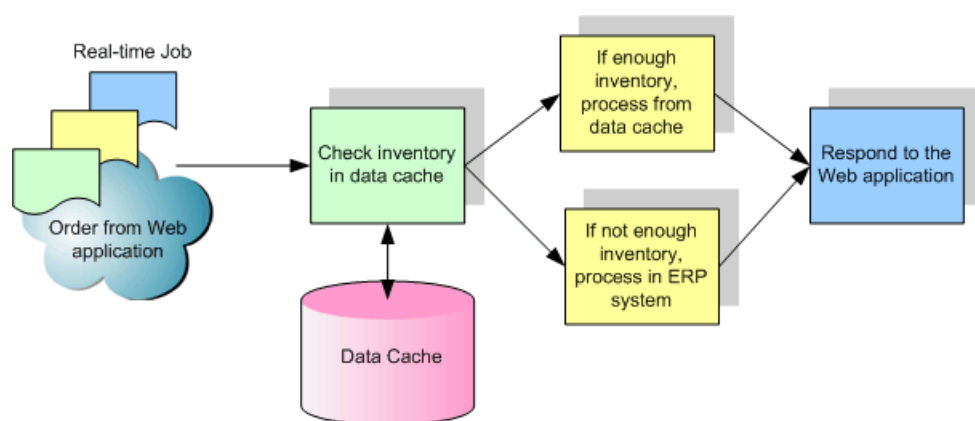 Real-time Job
Order from Web
application
Check inventory
in data cache
Data Cache
If enough
inventory,
process from
data cache
If not enough
inventory,
process in ERP
system
Respond to the
Web application